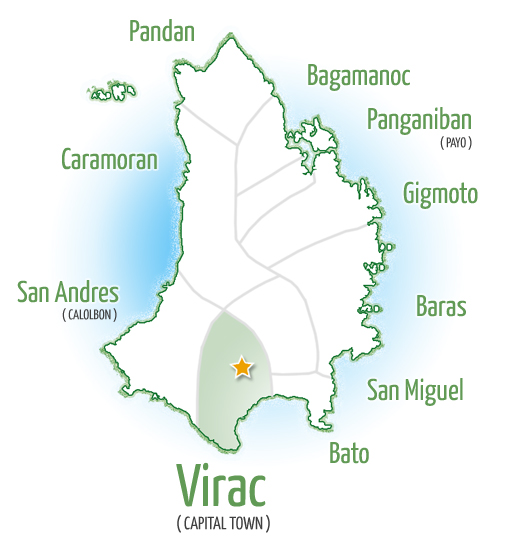 Pandan
Bagamanoc
Panganiban
( PAYO )
Caramoran
Gigmoto
San Andres
( CALOLBON )
Baras
San Miguel
Bato
Virac
( CAPITAL TOWN )